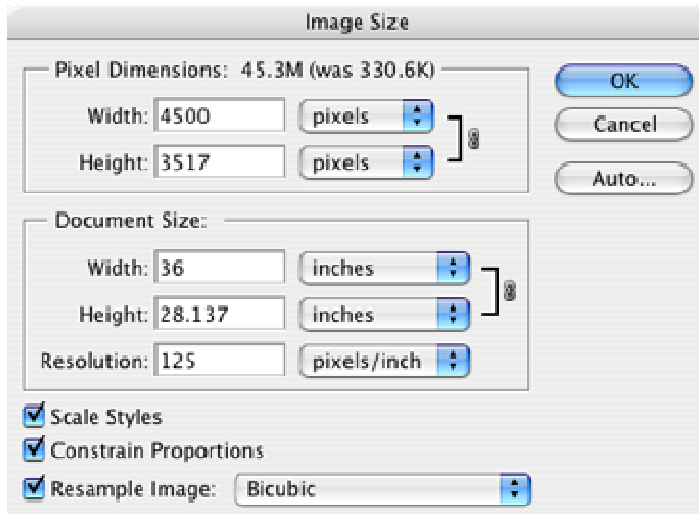 Image Size
Pixel Dimensions: 45.3M (was 330.6K)
OK
Width: 4500 pixels
Cancel
Height: 3517 pixels
Auto...
Document Size:
Width: 36 inches
Height: 28.137 inches
Resolution: 125 pixels/inch
Scale Styles
Constrain Proportions
Resample Image: Bicubic